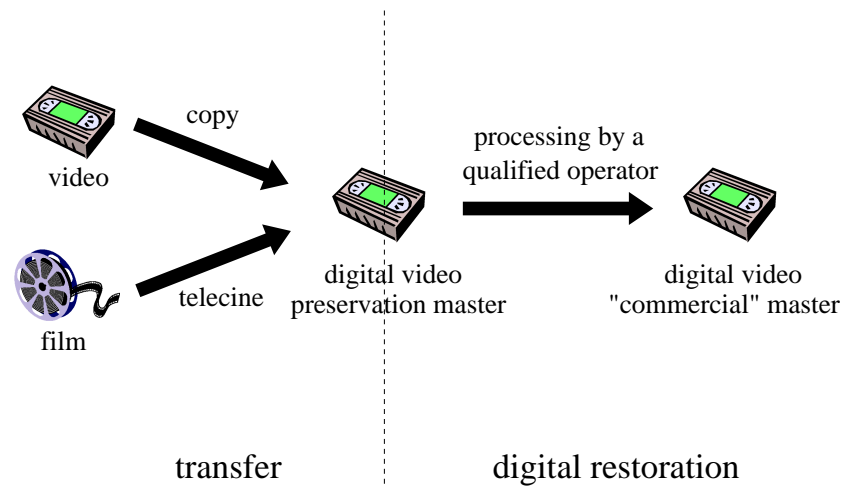 copy
video
telecine
film
digital video
preservation master
processing by a
qualified operator
digital video
"commercial" master
transfer
digital restoration